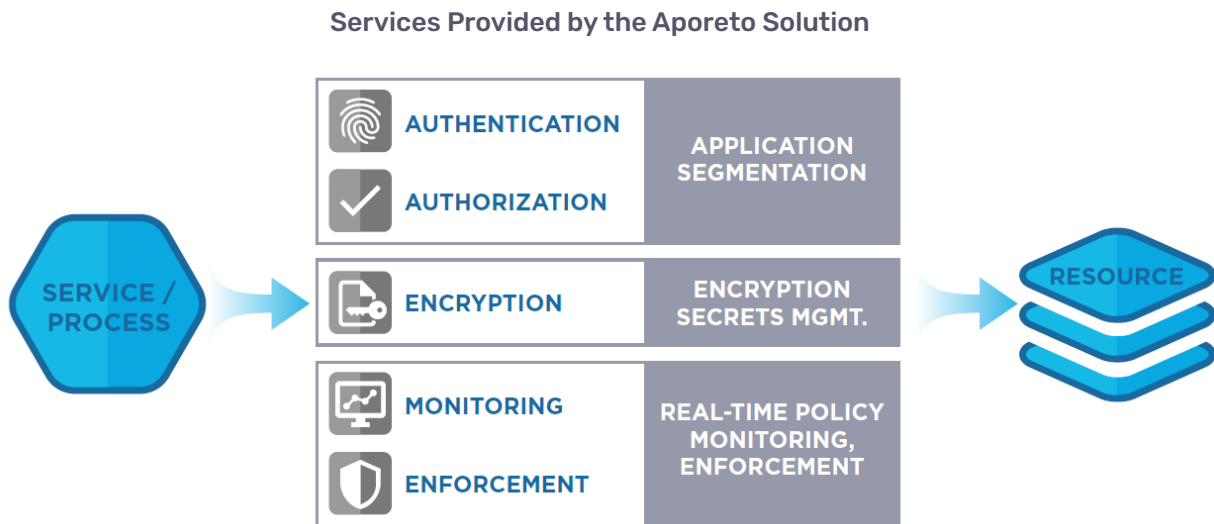 Services Provided by the Aporeto Solution
SERVICE /
PROCESS
AUTHENTICATION
AUTHORIZATION
APPLICATION
SEGMENTATION
ENCRYPTION
ENCRYPTION
SECRETS MGMT.
MONITORING
ENFORCEMENT
REAL-TIME POLICY
MONITORING,
ENFORCEMENT
RESOURCE